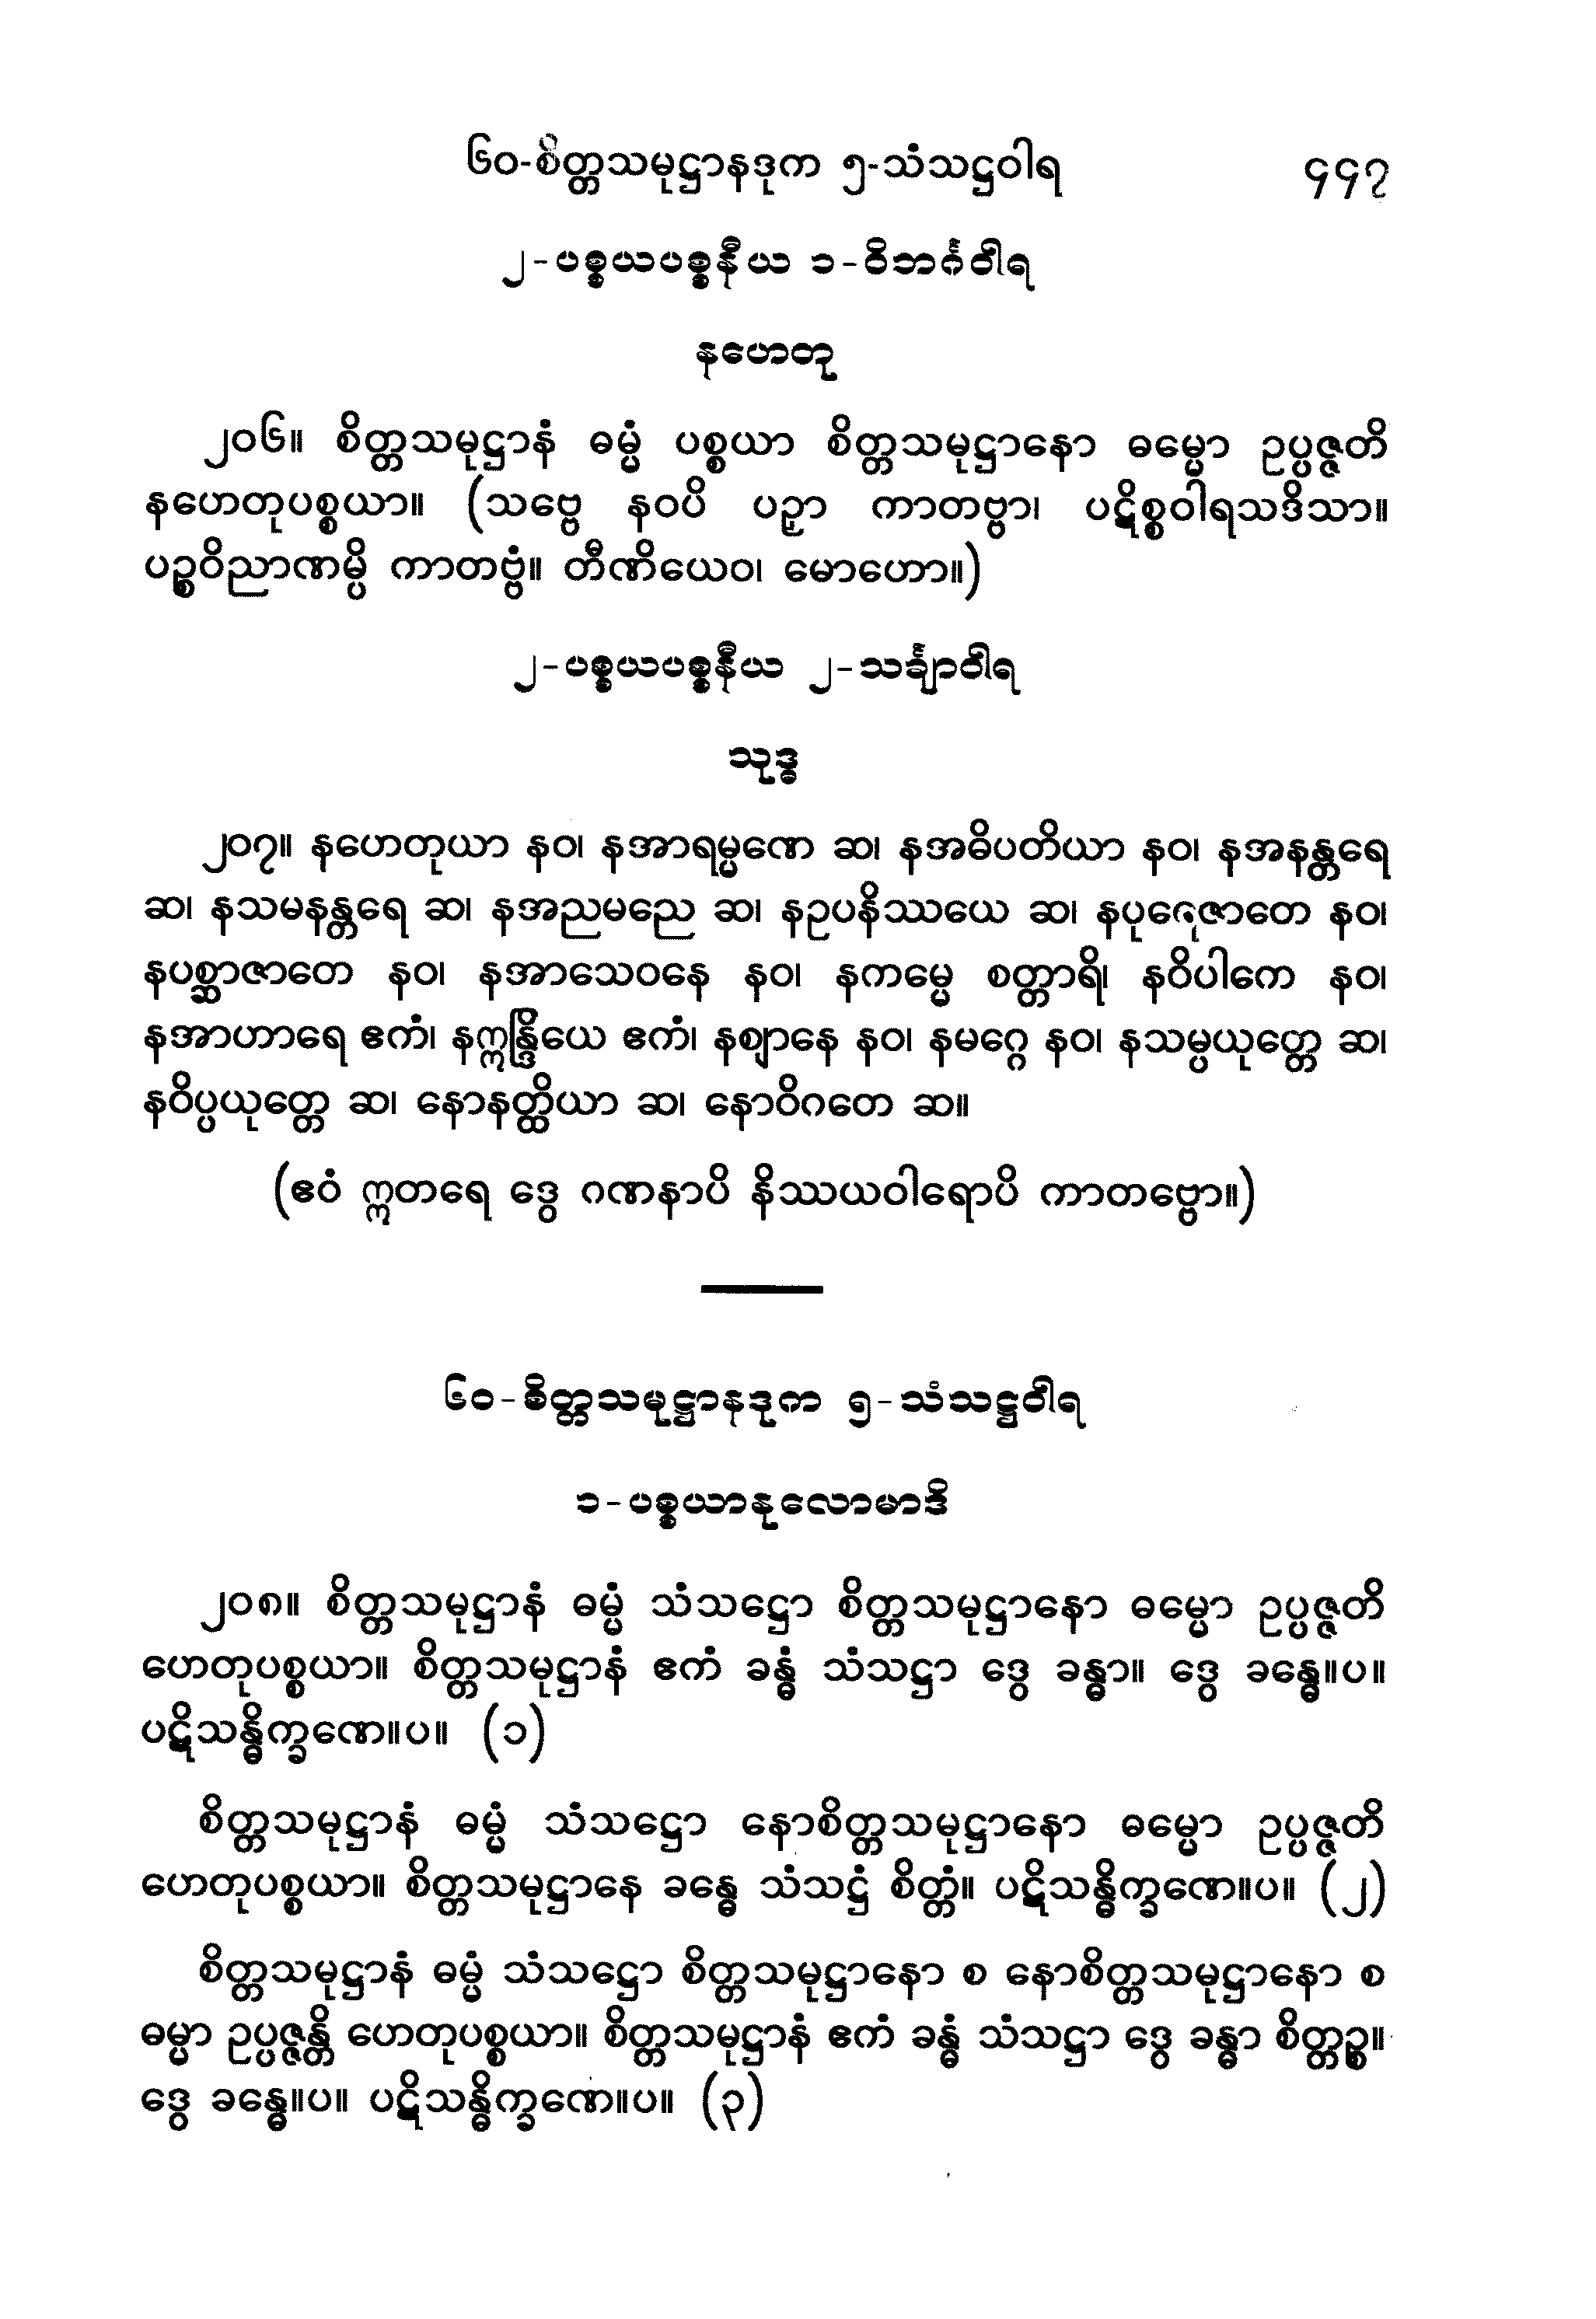 ၆၀-စိတ္တသမုဋ္ဌာနဒုက ၅-သံသဋ္ဌဝါရ ၄၄၇
၂-ပစ္စယပစ္စနီယ ၁-ဝိဘင်္ဂဝါရ
နဟေတု
၂၀၆။ စိတ္တသမုဋ္ဌာနံ ဓမ္မံ ပစ္စယာ စိတ္တသမုဋ္ဌာနော ဓမ္မော ဥပ္ပဇ္ဇတိ
နဟေတုပစ္စယာ။ (သဗ္ဗေ နဝပိ ပဉှာ ကာတဗ္ဗာ၊ ပဋိစ္စဝါရသဒိသာ။
ပဉ္စဝိညာဏမ္ပိ ကာတဗ္ဗံ။ တီဏိယေဝ၊ မောဟော။)
၂-ပစ္စယပစ္စနီယ ၂-သင်္ချာဝါရ
သုဒ္ဓ
၂၀၇။ နဟေတုယာ နဝ၊ နအာရမ္မဏေ ဆ၊ နအဓိပတိယာ နဝ၊ နအနန္တရေ
ဆ၊ နသမနန္တရေ ဆ၊ နအညမညေ ဆ၊ နဥပနိဿယေ ဆ၊ နပုရေဇာတေ နဝ၊
နပစ္ဆာဇာတေ နဝ၊ နအာသေဝနေ နဝ၊ နကမ္မေ စတ္တာရိ၊ နဝိပါကေ နဝ၊
နအာဟာရေ ဧကံ၊ နဣန္ဒြိယေ ဧကံ၊ နဈာနေ နဝ၊ နမဂ္ဂေ နဝ၊ နသမ္ပယုတ္တေ ဆ၊
နဝိပ္ပယုတ္တေ ဆ၊ နောနတ္ထိယာ ဆ၊ နောဝိဂတေ ဆ။
(ဧဝံ ဣတရေ ဒွေ ဂဏနာပိ နိဿယဝါရောပိ ကာတဗ္ဗော။)
၆၀-စိတ္တသမုဋ္ဌာနဒုက ၅-သံသဋ္ဌဝါရ
၁-ပစ္စယာနုလောမာဒိ
၂၀၈။ စိတ္တသမုဋ္ဌာနံ ဓမ္မံ သံသဋ္ဌော စိတ္တသမုဋ္ဌာနော ဓမ္မော ဥပ္ပဇ္ဇတိ
ဟေတုပစ္စယာ။ စိတ္တသမုဋ္ဌာနံ ဧကံ ခန္ဓံ သံသဋ္ဌာ ဒွေ ခန္ဓာ။ ဒွေ ခန္ဓေ။ပ။
ပဋိသန္ဓိက္ခဏေ။ပ။ (၁)
စိတ္တသမုဋ္ဌာနံ ဓမ္မံ သံသဋ္ဌော နောစိတ္တသမုဋ္ဌာနော ဓမ္မော ဥပ္ပဇ္ဇတိ
ဟေတုပစ္စယာ။ စိတ္တသမုဋ္ဌာနေ ခန္ဓေ သံသဋ္ဌံ စိတ္တံ။ ပဋိသန္ဓိက္ခဏေ။ပ။ (၂)
စိတ္တသမုဋ္ဌာနံ ဓမ္မံ သံသဋ္ဌော စိတ္တသမုဋ္ဌာနော စ နောစိတ္တသမုဋ္ဌာနော စ
ဓမ္မာ ဥပ္ပဇ္ဇန္တိ ဟေတုပစ္စယာ။ စိတ္တသမုဋ္ဌာနံ ဧကံ ခန္ဓံ သံသဋ္ဌာ ဒွေ ခန္ဓာ စိတ္တဉ္စ။
ဒွေ ခန္ဓေ။ပ။ ပဋိသန္ဓိက္ခဏေ။ပ။ (၃)